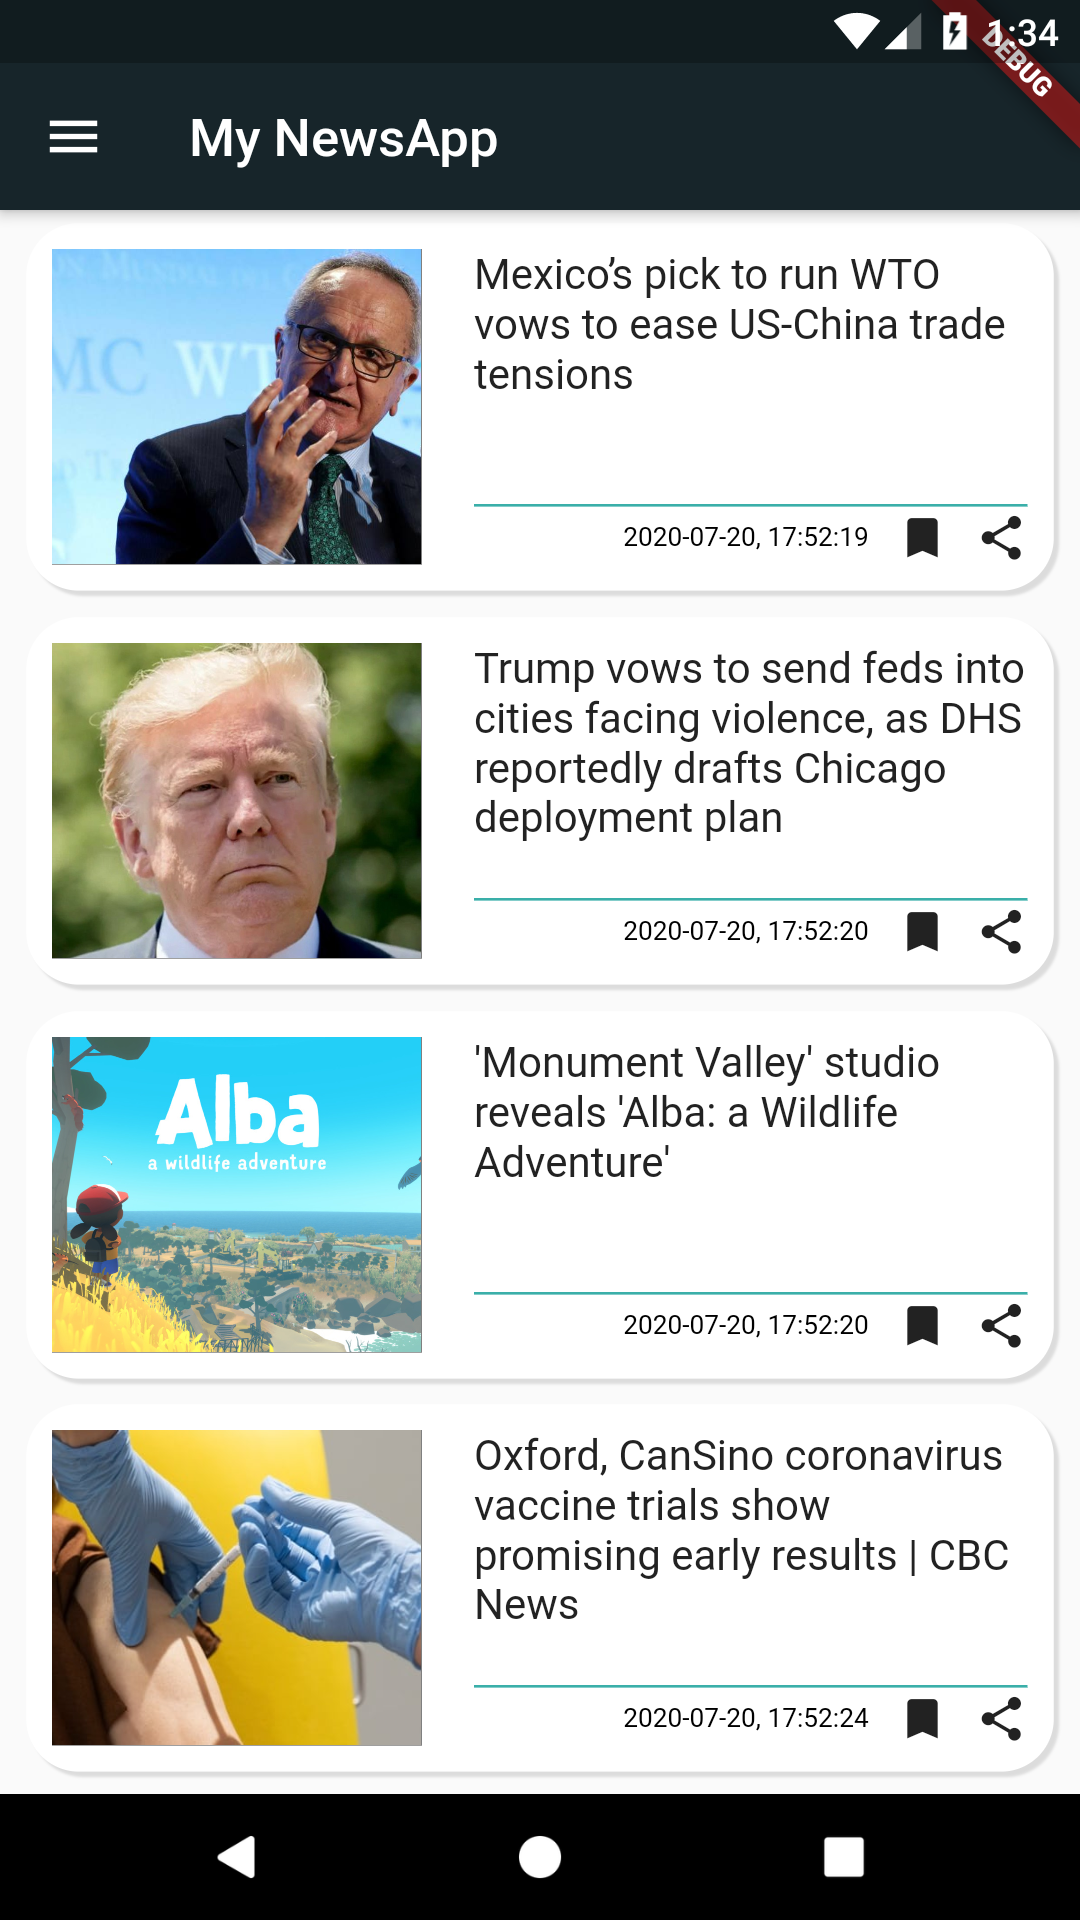 1:34
DEBUG
My NewsApp
Mexico’s pick to run WTO
vows to ease US-China trade
tensions
MC WT
2020-07-20, 17:52:19
Trump vows to send feds into
cities facing violence, as DHS
reportedly drafts Chicago
deployment plan
2020-07-20, 17:52:20
Alba
a wildlife adventure
'Monument Valley' studio
reveals 'Alba: a Wildlife
Adventure'
2020-07-20, 17:52:20
Oxford, CanSino coronavirus
vaccine trials show
promising early results | CBC
News
2020-07-20, 17:52:24